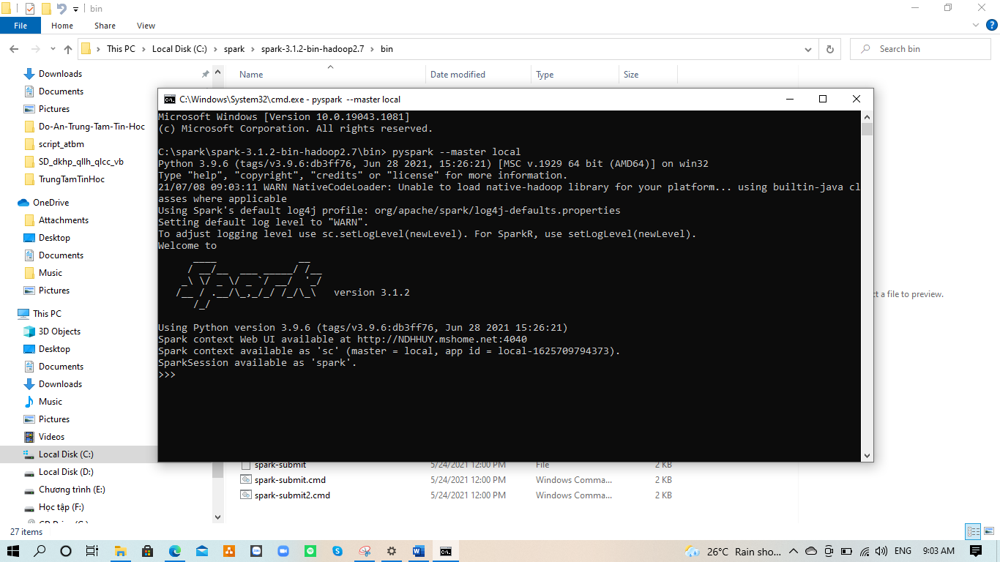 bin
File Home Share View
This PC Local Disk (C:) spark spark-3.1.2-bin-hadoop2.7 bin
Search bin
Downloads
Documents
Pictures
Do-An-Trung-Tam-Tin-Hoc
script_atbm
SD_dkhp_qllh_qlcc_vb
TrungTamTinHoc
OneDrive
Attachments
Desktop
Documents
Music
Pictures
This PC
3D Objects
Desktop
Documents
Downloads
Music
Pictures
Videos
Local Disk (C:)
Local Disk (D:)
Chương trình (E:)
Học tập (F:)
Name Date modified Type Size
C:\Windows\System32\cmd.exe - pyspark --master local
Microsoft Windows [Version 10.0.19043.1081]
(c) Microsoft Corporation. All rights reserved.
C:\spark\spark-3.1.2-bin-hadoop2.7\bin> pyspark --master local
Python 3.9.6 (tags/v3.9.6:db3ff76, Jun 28 2021, 15:26:21) [MSC v.1929 64 bit (AMD64)] on win32
Type "help", "copyright", "credits" or "license" for more information.
21/07/08 09:03:11 WARN NativeCodeLoader: Unable to load native-hadoop library for your platform... using builtin-java cl
asses where applicable
Using Spark's default log4j profile: org/apache/spark/log4j-defaults.properties
Setting default log level to "WARN".
To adjust logging level use sc.setLogLevel(newLevel). For SparkR, use setLogLevel(newLevel).
Welcome to
      ____              __
     / __/__  ___ _____/ /__
    _\ \/ _ \/ _ `/ __/  '_/
   /__ / .__/\_,_/_/ /_/\_\   version 3.1.2
      /_/
Using Python version 3.9.6 (tags/v3.9.6:db3ff76, Jun 28 2021 15:26:21)
Spark context Web UI available at http://NDHHUY.mshome.net:4040
Spark context available as 'sc' (master = local, app id = local-1625709794373).
SparkSession available as 'spark'.
>>>
ct a file to preview.
spark-submit 5/24/2021 12:00 PM File 2 KB
spark-submit.cmd 5/24/2021 12:00 PM Windows Comma... 2 KB
spark-submit2.cmd 5/24/2021 12:00 PM Windows Comma... 2 KB
27 items
26°C Rain sho... ENG 9:03 AM